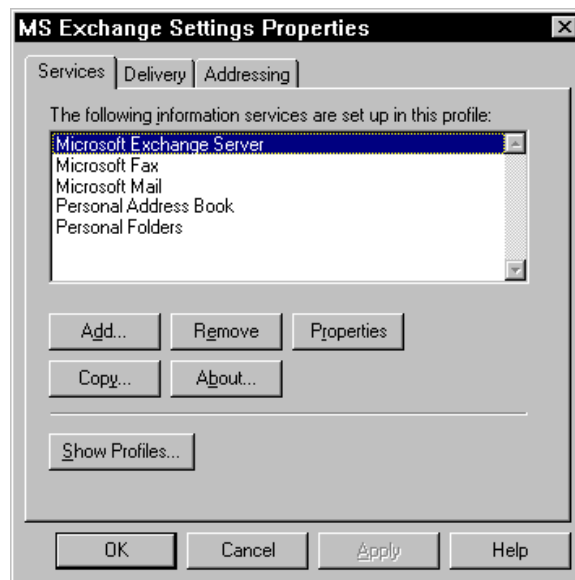 MS Exchange Settings Properties
Services Delivery Addressing
The following information services are set up in this profile:
Microsoft Exchange Server
Microsoft Fax
Microsoft Mail
Personal Address Book
Personal Folders
Add... Remove Properties
Copy... About...
Show Profiles...
OK Cancel Apply Help